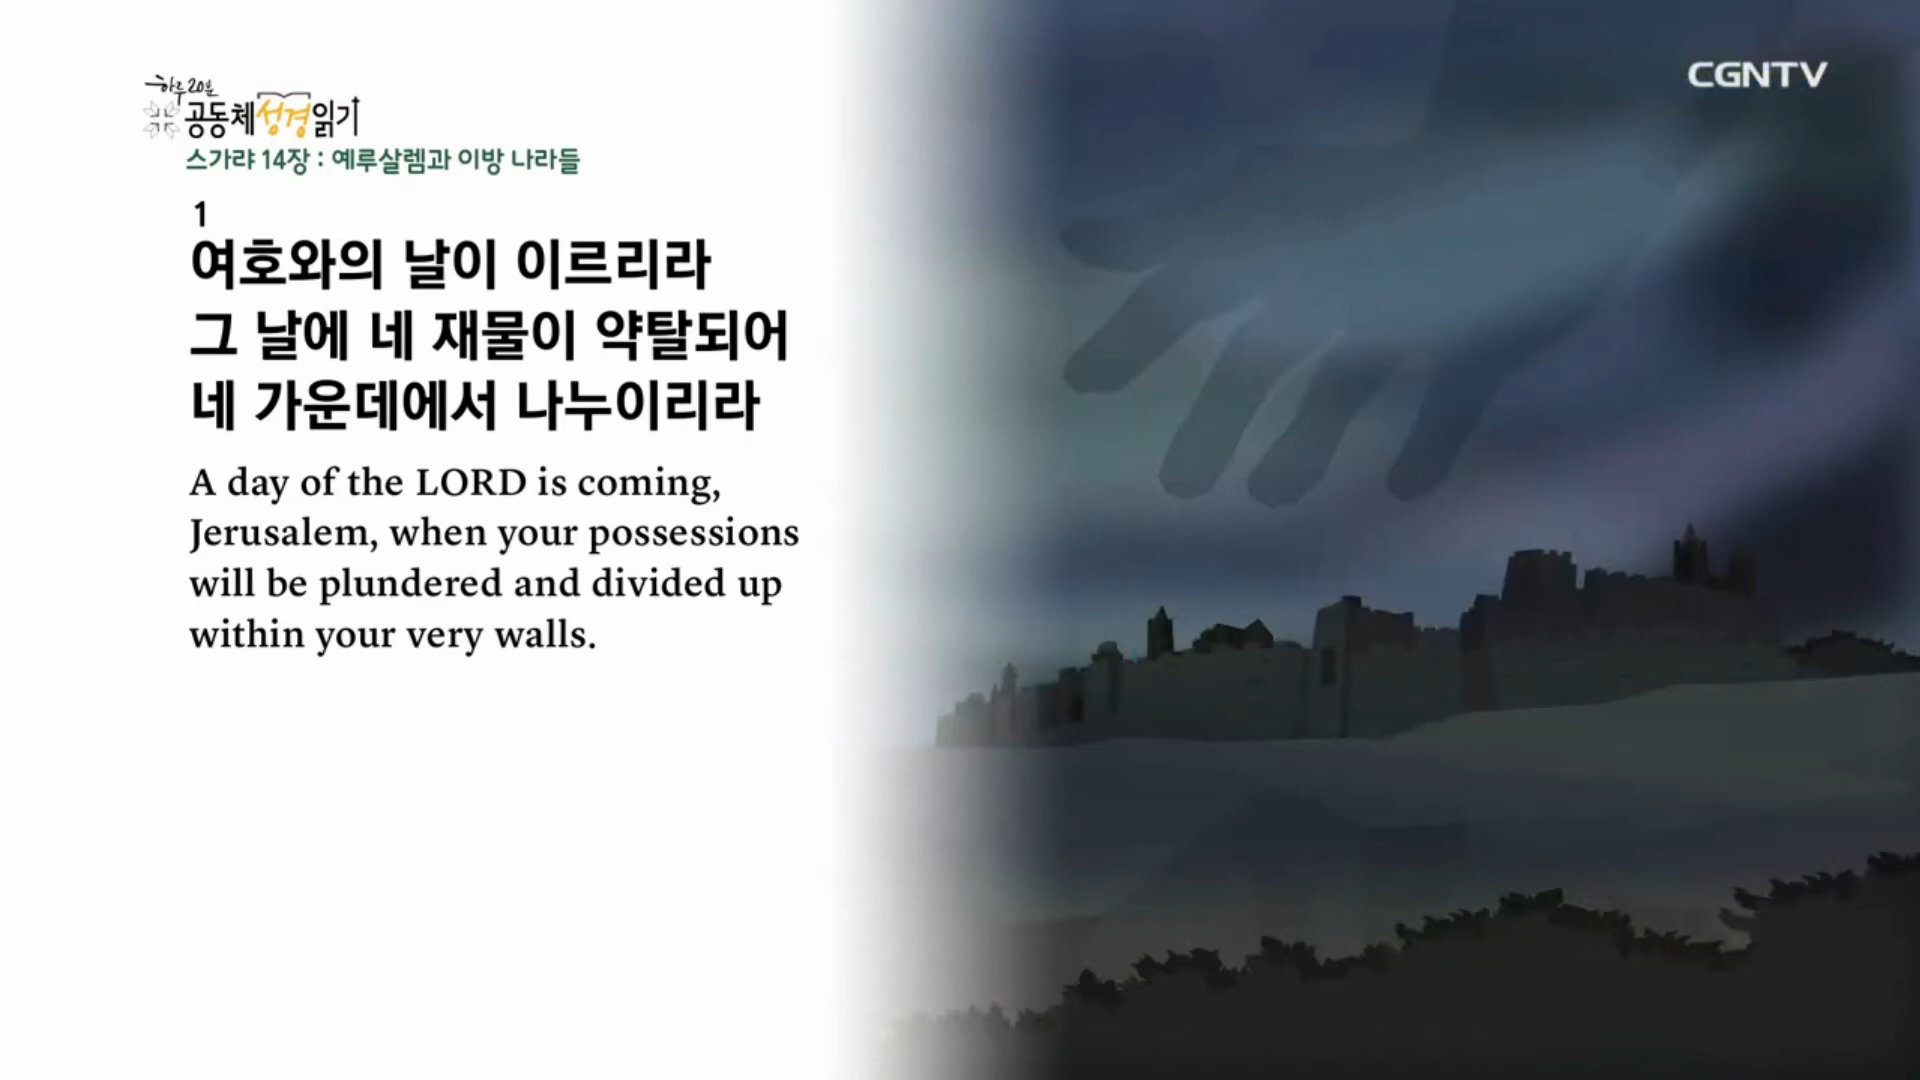 하루 20분
공동체성경읽기
CGNTV
스가랴 14장 : 예루살렘과 이방 나라들
1
여호와의 날이 이르리라
그 날에 네 재물이 약탈되어
네 가운데에서 나누이리라
A day of the LORD is coming,
Jerusalem, when your possessions
will be plundered and divided up
within your very walls.